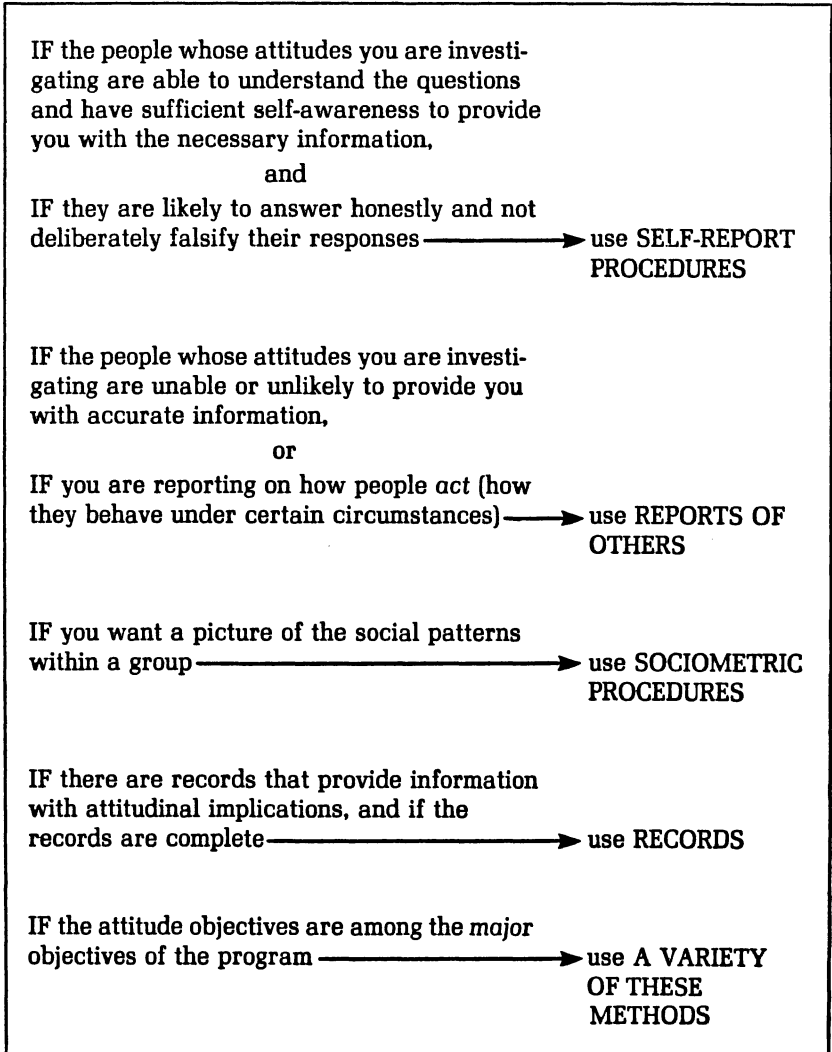 IF the people whose attitudes you are investi-
gating are able to understand the questions
and have sufficient self-awareness to provide
you with the necessary information,
and
IF they are likely to answer honestly and not
deliberately falsify their responses → use SELF-REPORT
PROCEDURES
IF the people whose attitudes you are investi-
gating are unable or unlikely to provide you
with accurate information,
or
IF you are reporting on how people act (how
they behave under certain circumstances) → use REPORTS OF
OTHERS
IF you want a picture of the social patterns
within a group → use SOCIOMETRIC
PROCEDURES
IF there are records that provide information
with attitudinal implications, and if the
records are complete → use RECORDS
IF the attitude objectives are among the major
objectives of the program → use A VARIETY
OF THESE
METHODS